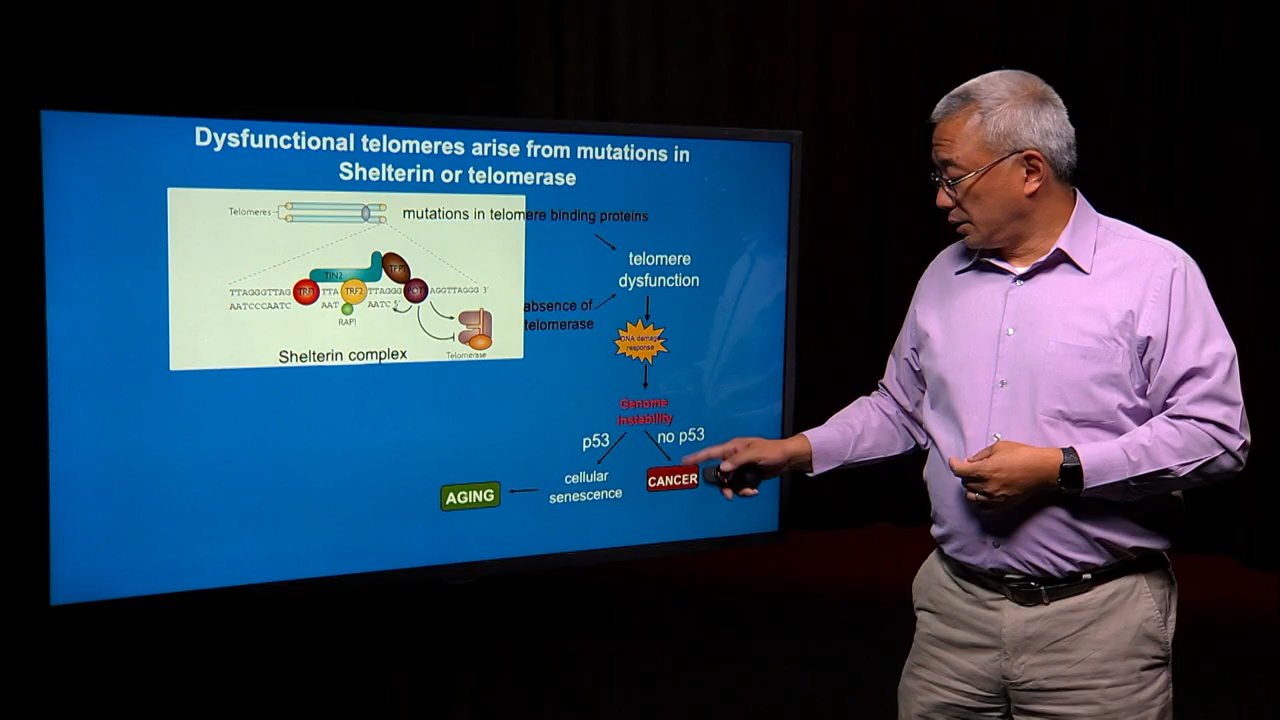 Dysfunctional telomeres arise from mutations in
Shelterin or telomerase
Telomeres
mutations in telomere binding proteins
TIN2
TPP1
TTAGGGTTAG
TRF1
TTA
TRF2
TTAGGG
POT1
AGGTTAGGG 3'
AATCCCAATC
AAT
AATC 5'
RAP1
Telomerase
Shelterin complex
telomere
dysfunction
absence of
telomerase
DNA damage
response
Genome
instability
p53
no p53
cellular
senescence
AGING
CANCER